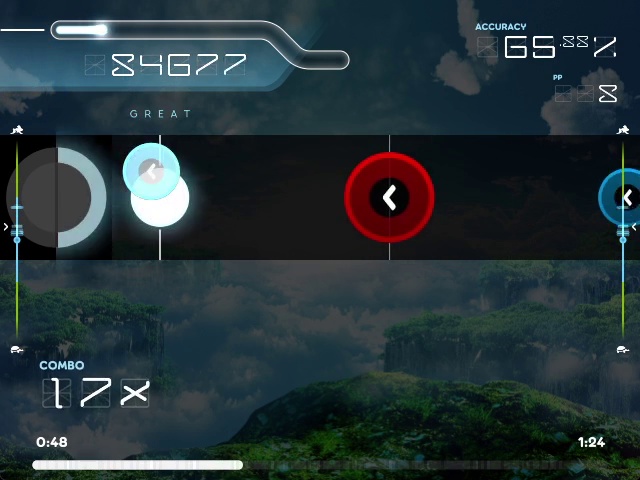 ACCURACY
84677
65.88%
PP
8
GREAT
COMBO
17x
0:48
1:24